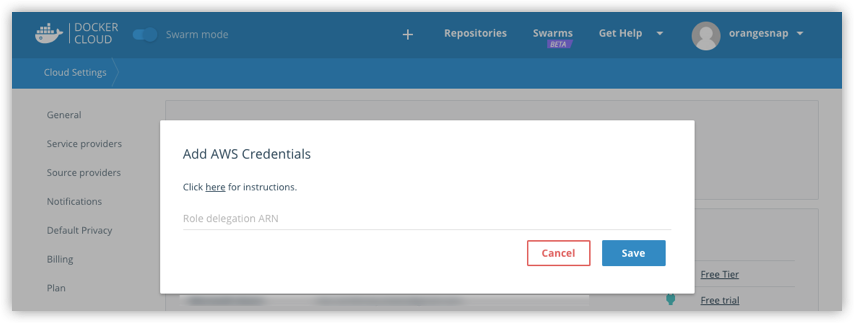 DOCKER
CLOUD
Swarm mode
+
Repositories
Swarms
BETA
Get Help
orangesnap
Cloud Settings
General
Service providers
Source providers
Notifications
Default Privacy
Billing
Plan
Add AWS Credentials
Click here for instructions.
Role delegation ARN
Cancel
Save
Free Tier
Free trial